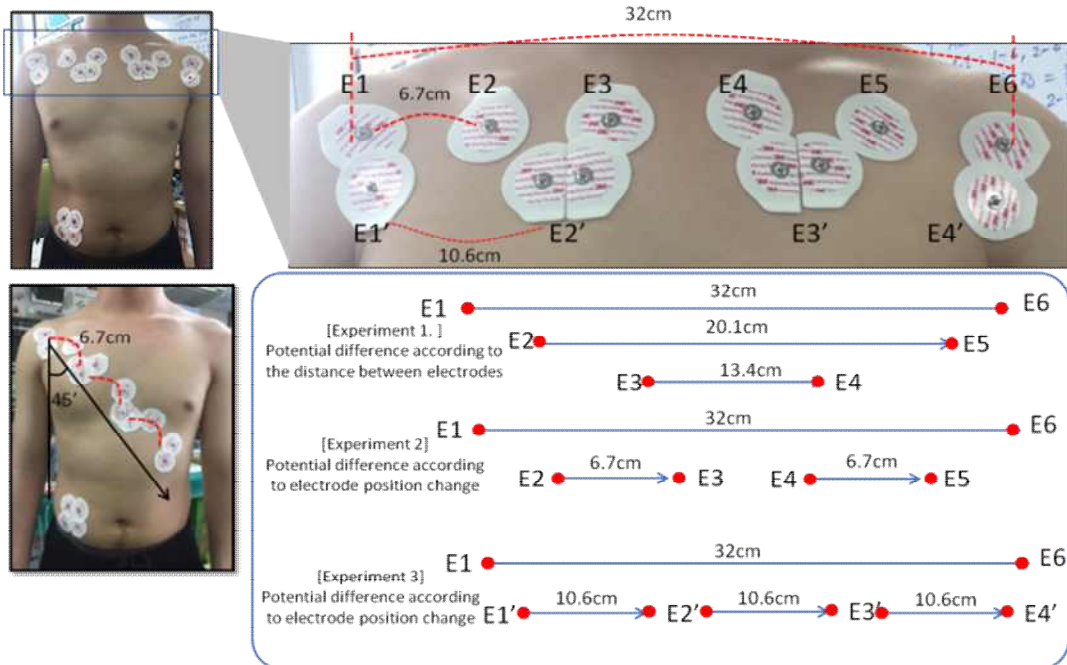 32cm
E1 E2 E3 E4 E5 E6
6.7cm
E1’ E2’ E3’ E4’
10.6cm
6.7cm
45’
[Experiment 1. ]
Potential difference according to
the distance between electrodes
E1 32cm E6
E2 20.1cm E5
E3 13.4cm E4
[Experiment 2]
Potential difference according
to electrode position change
E1 32cm E6
E2 6.7cm E3 E4 6.7cm E5
[Experiment 3]
Potential difference according
to electrode position change
E1 32cm E6
E1’ 10.6cm E2’ 10.6cm E3’ 10.6cm E4’